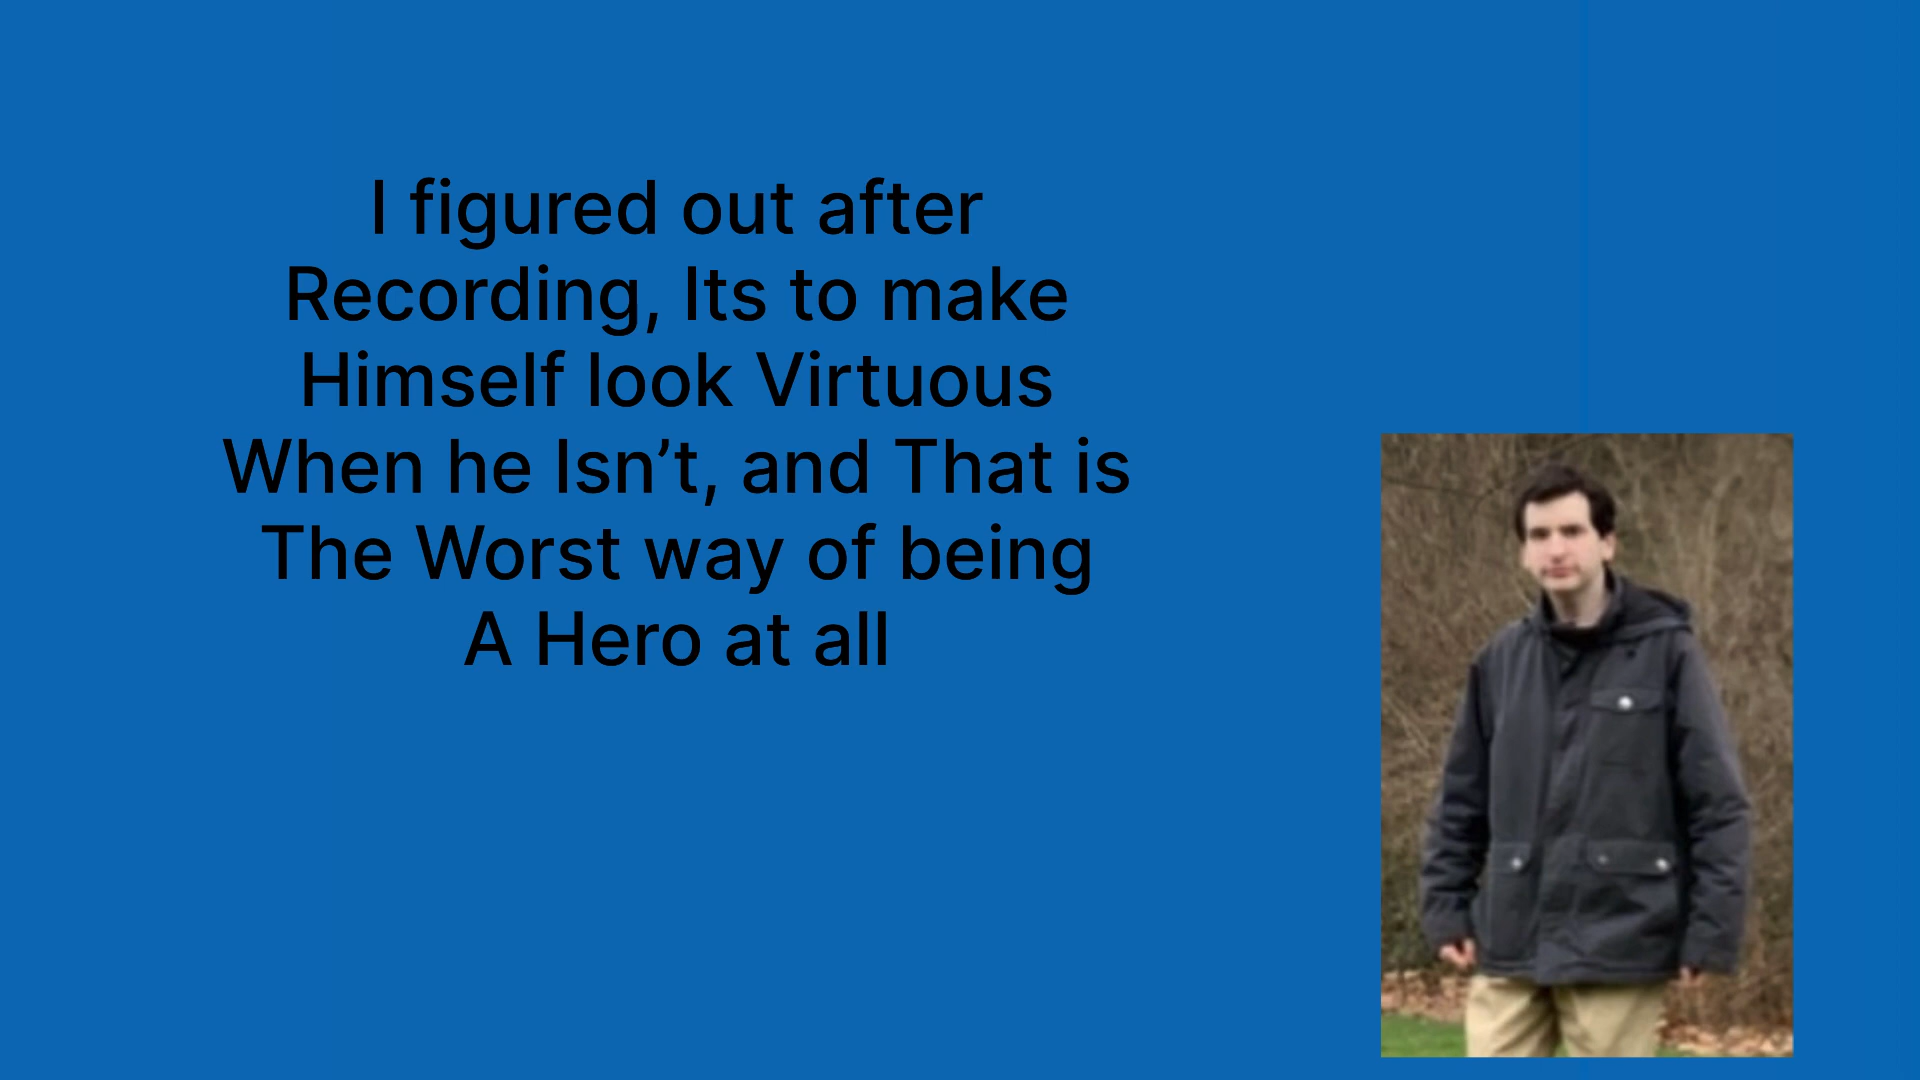 I figured out after
Recording, Its to make
Himself look Virtuous
When he Isn’t, and That is
The Worst way of being
A Hero at all